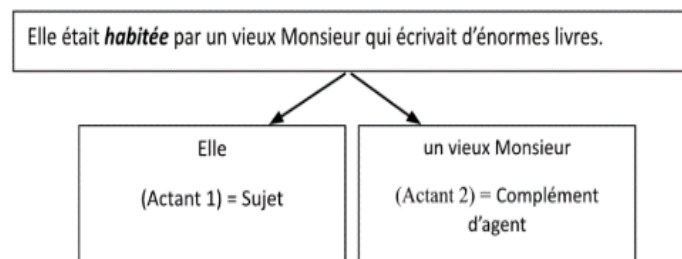 Elle était habitée par un vieux Monsieur qui écrivait d’énormes livres.
Elle
(Actant 1) = Sujet
un vieux Monsieur
(Actant 2) = Complément
d’agent